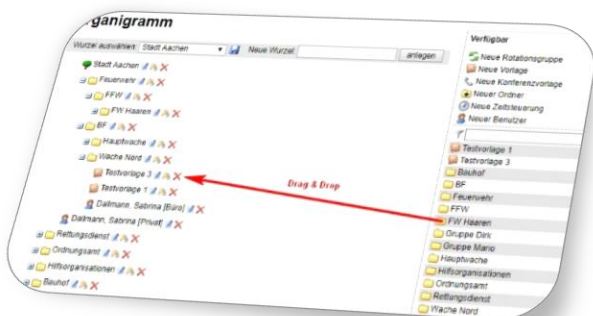 rganigramm
Wurzel auswählen: Stadt Aachen Neue Wurzel: anlegen
Stadt Aachen
Feuerwehr
FFW
FW Haaren
BF
Hauptwache
Wache Nord
Testvorlage 3
Testvorlage 1
Dallmann, Sabrina [Büro]
Dallmann, Sabrina [Privat]
Rettungsdienst
Ordnungsamt
Hilfsorganisationen
Bauhof
Drag & Drop
Verfügbar
Neue Rotationsgruppe
Neue Vorlage
Neue Konferenzvorlage
Neuer Ordner
Neue Zeitsteuerung
Neuer Benutzer
Testvorlage 1
Testvorlage 3
Bauhof
BF
Feuerwehr
FFW
FW Haaren
Gruppe Dirk
Gruppe Mario
Hauptwache
Hilfsorganisationen
Ordnungsamt
Rettungsdienst
Wache Nord